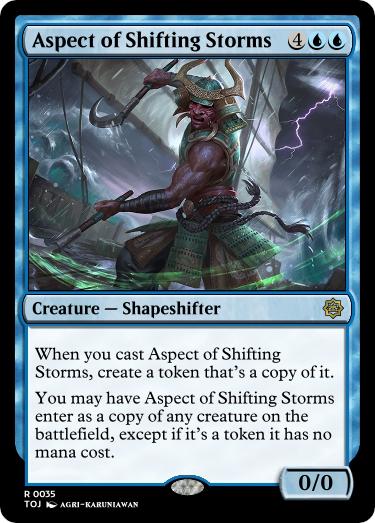 Aspect of Shifting Storms 4
Creature — Shapeshifter
When you cast Aspect of Shifting
Storms, create a token that's a copy of it.
You may have Aspect of Shifting Storms
enter as a copy of any creature on the
battlefield, except if it's a token it has no
mana cost.
0/0
R 0035
TOJ AGRI-KARUNIAWAN